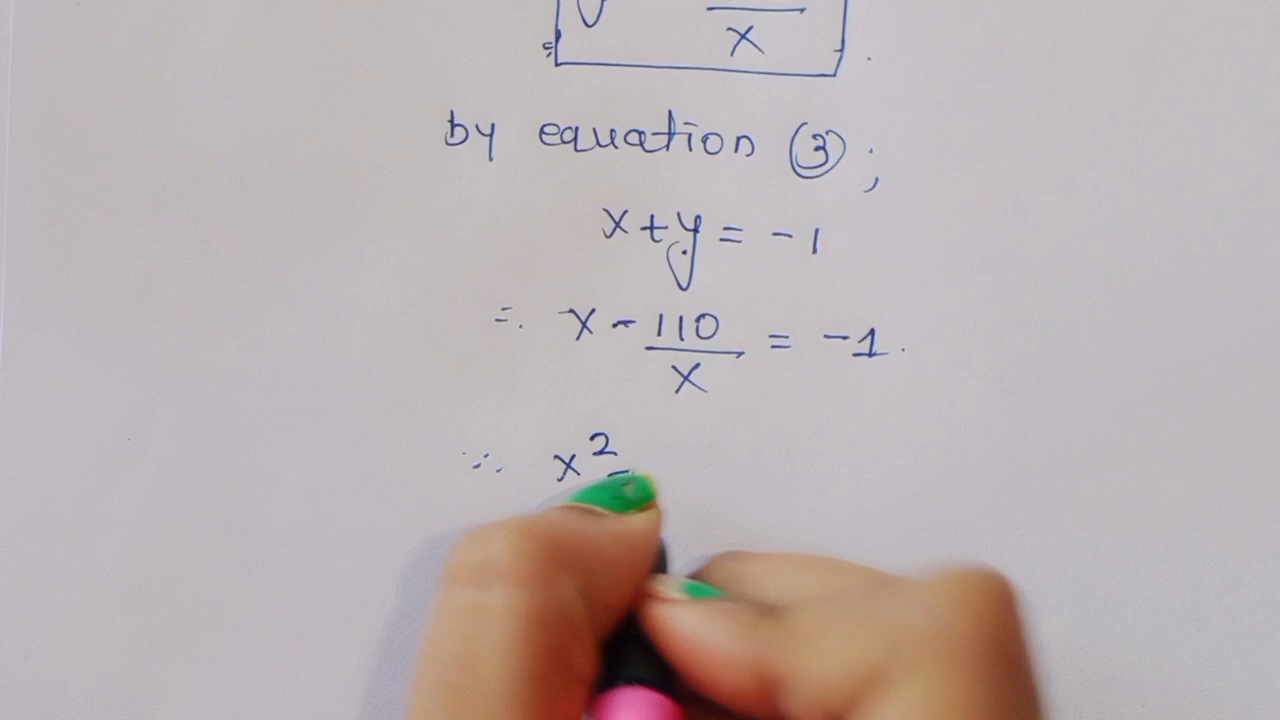 x
by equation ③;
x+y = -1
∴ x - 110/x = -1.
∴ x² -